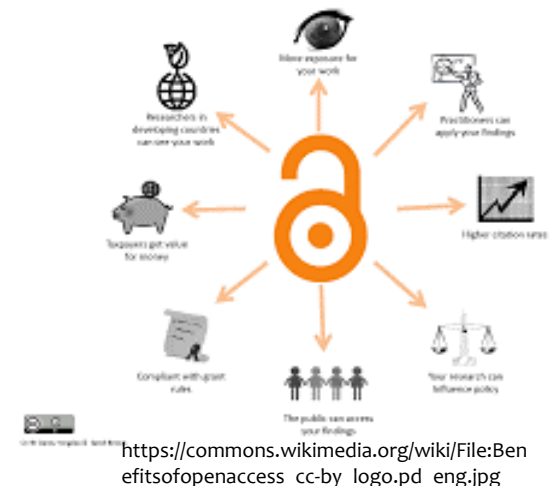 More exposure for
your work
Practitioners can
apply your findings
Higher citation rates
Your research can
influence policy
The public can access
your findings
Compliant with grant
rules
Taxpayers get value
for money
Researchers in
developing countries
can see your work
https://commons.wikimedia.org/wiki/File:Ben
efitsofopenaccess_cc-by_logo.pd_eng.jpg